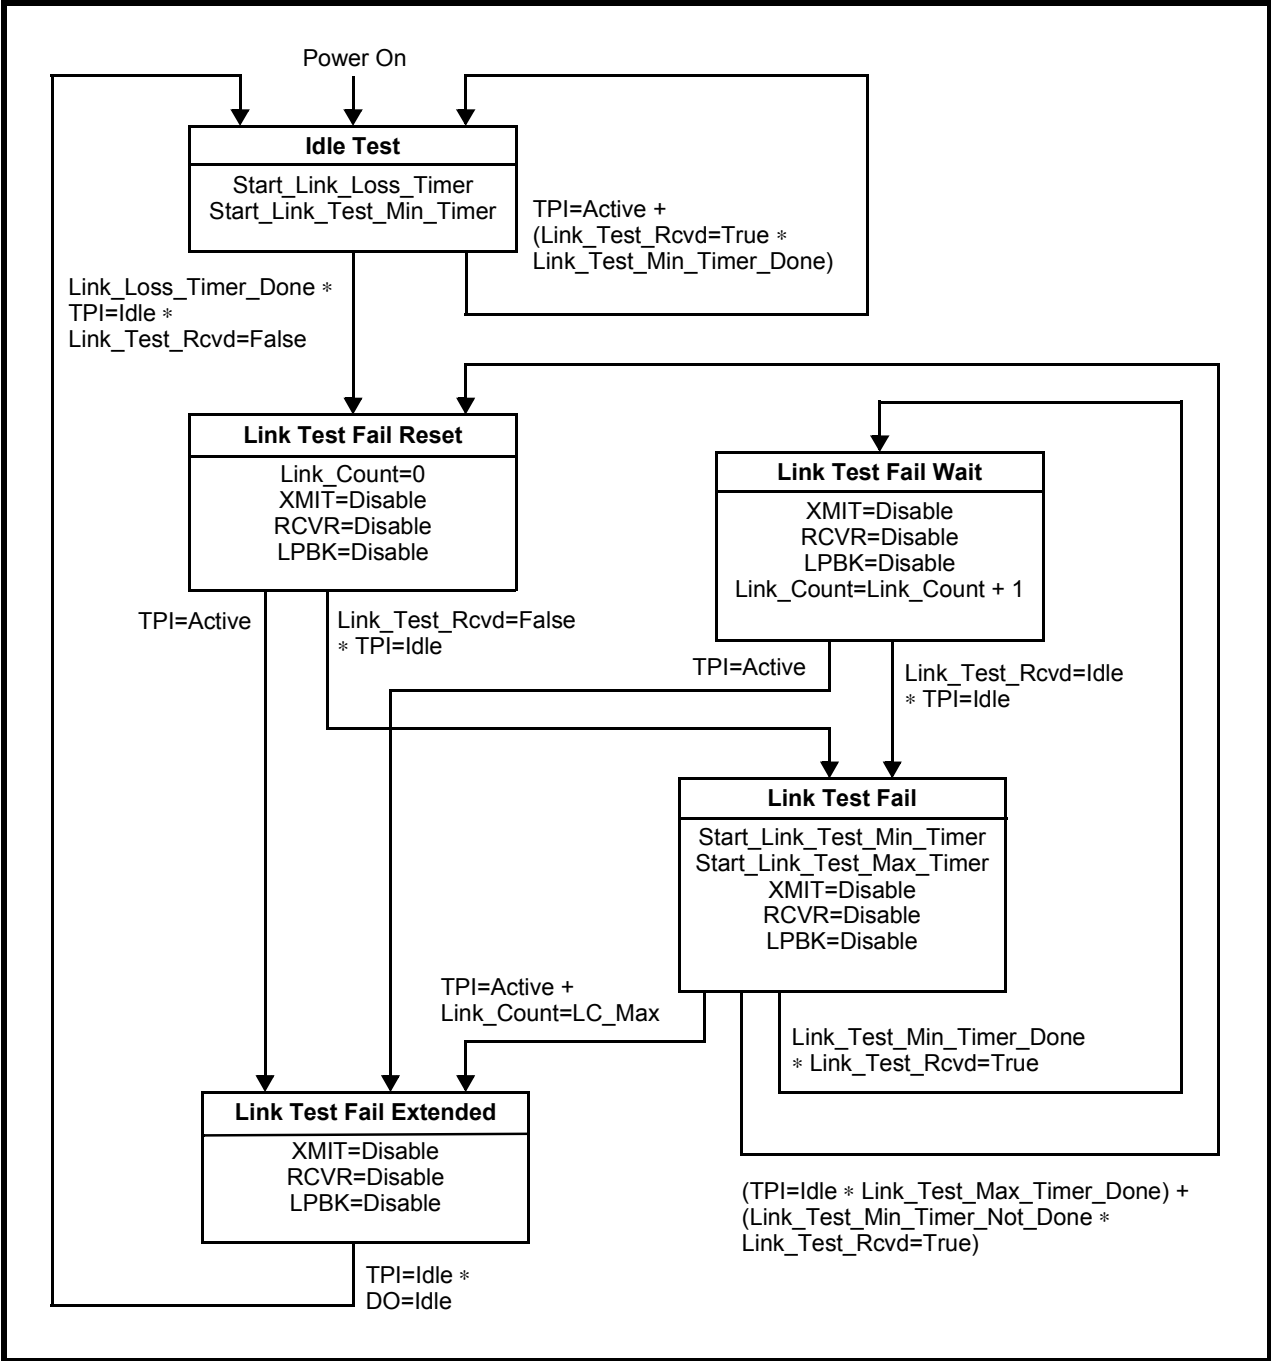 Power On
Idle Test
Start_Link_Loss_Timer
Start_Link_Test_Min_Timer
TPI=Active +
(Link_Test_Rcvd=True *
Link_Test_Min_Timer_Done)
Link_Loss_Timer_Done *
TPI=Idle *
Link_Test_Rcvd=False
Link Test Fail Reset
Link_Count=0
XMIT=Disable
RCVR=Disable
LPBK=Disable
Link Test Fail Wait
XMIT=Disable
RCVR=Disable
LPBK=Disable
Link_Count=Link_Count + 1
TPI=Active
Link_Test_Rcvd=False
* TPI=Idle
TPI=Active
Link_Test_Rcvd=Idle
* TPI=Idle
Link Test Fail
Start_Link_Test_Min_Timer
Start_Link_Test_Max_Timer
XMIT=Disable
RCVR=Disable
LPBK=Disable
TPI=Active +
Link_Count=LC_Max
Link_Test_Min_Timer_Done
* Link_Test_Rcvd=True
Link Test Fail Extended
XMIT=Disable
RCVR=Disable
LPBK=Disable
(TPI=Idle * Link_Test_Max_Timer_Done) +
(Link_Test_Min_Timer_Not_Done *
Link_Test_Rcvd=True)
TPI=Idle *
DO=Idle